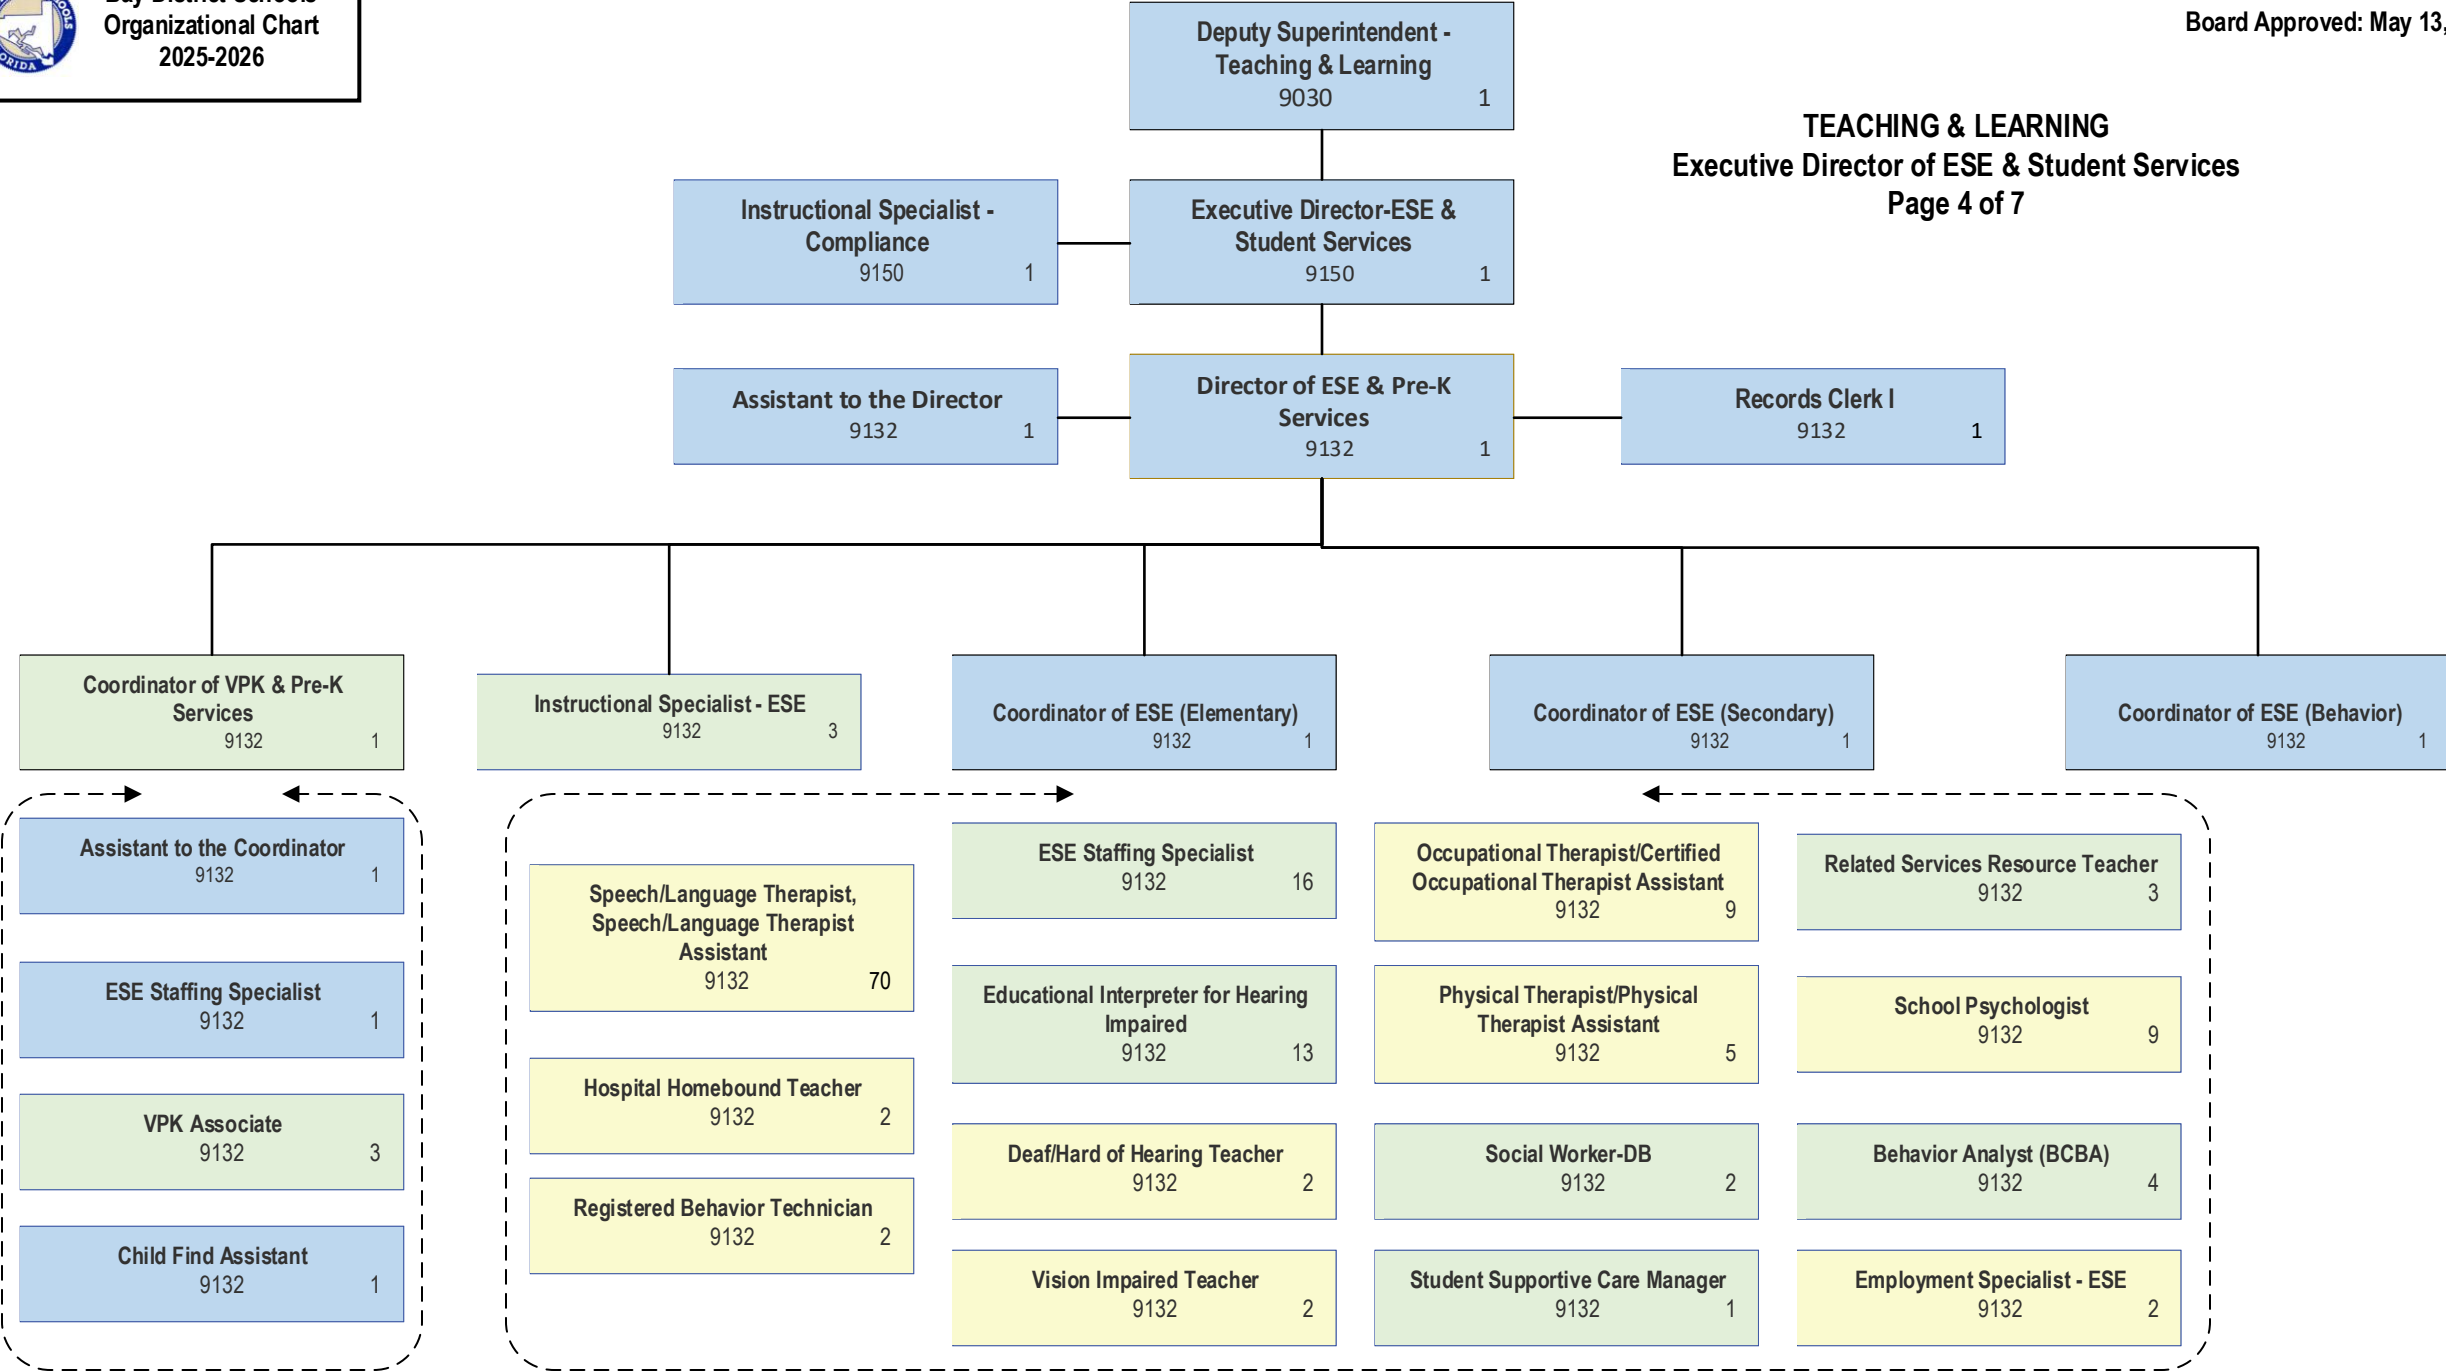 Bay District Schools
Organizational Chart
2025-2026
OOLS
ORIDA
Board Approved: May 13,
TEACHING & LEARNING
Executive Director of ESE & Student Services
Page 4 of 7
Deputy Superintendent -
Teaching & Learning
9030 1
Instructional Specialist -
Compliance
9150 1
Executive Director-ESE &
Student Services
9150 1
Assistant to the Director
9132 1
Director of ESE & Pre-K
Services
9132 1
Records Clerk I
9132 1
Coordinator of VPK & Pre-K
Services
9132 1
Instructional Specialist - ESE
9132 3
Coordinator of ESE (Elementary)
9132 1
Coordinator of ESE (Secondary)
9132 1
Coordinator of ESE (Behavior)
9132 1
Assistant to the Coordinator
9132 1
ESE Staffing Specialist
9132 1
VPK Associate
9132 3
Child Find Assistant
9132 1
Speech/Language Therapist,
Speech/Language Therapist
Assistant
9132 70
Hospital Homebound Teacher
9132 2
Registered Behavior Technician
9132 2
ESE Staffing Specialist
9132 16
Educational Interpreter for Hearing
Impaired
9132 13
Deaf/Hard of Hearing Teacher
9132 2
Vision Impaired Teacher
9132 2
Occupational Therapist/Certified
Occupational Therapist Assistant
9132 9
Physical Therapist/Physical
Therapist Assistant
9132 5
Social Worker-DB
9132 2
Student Supportive Care Manager
9132 1
Related Services Resource Teacher
9132 3
School Psychologist
9132 9
Behavior Analyst (BCBA)
9132 4
Employment Specialist - ESE
9132 2